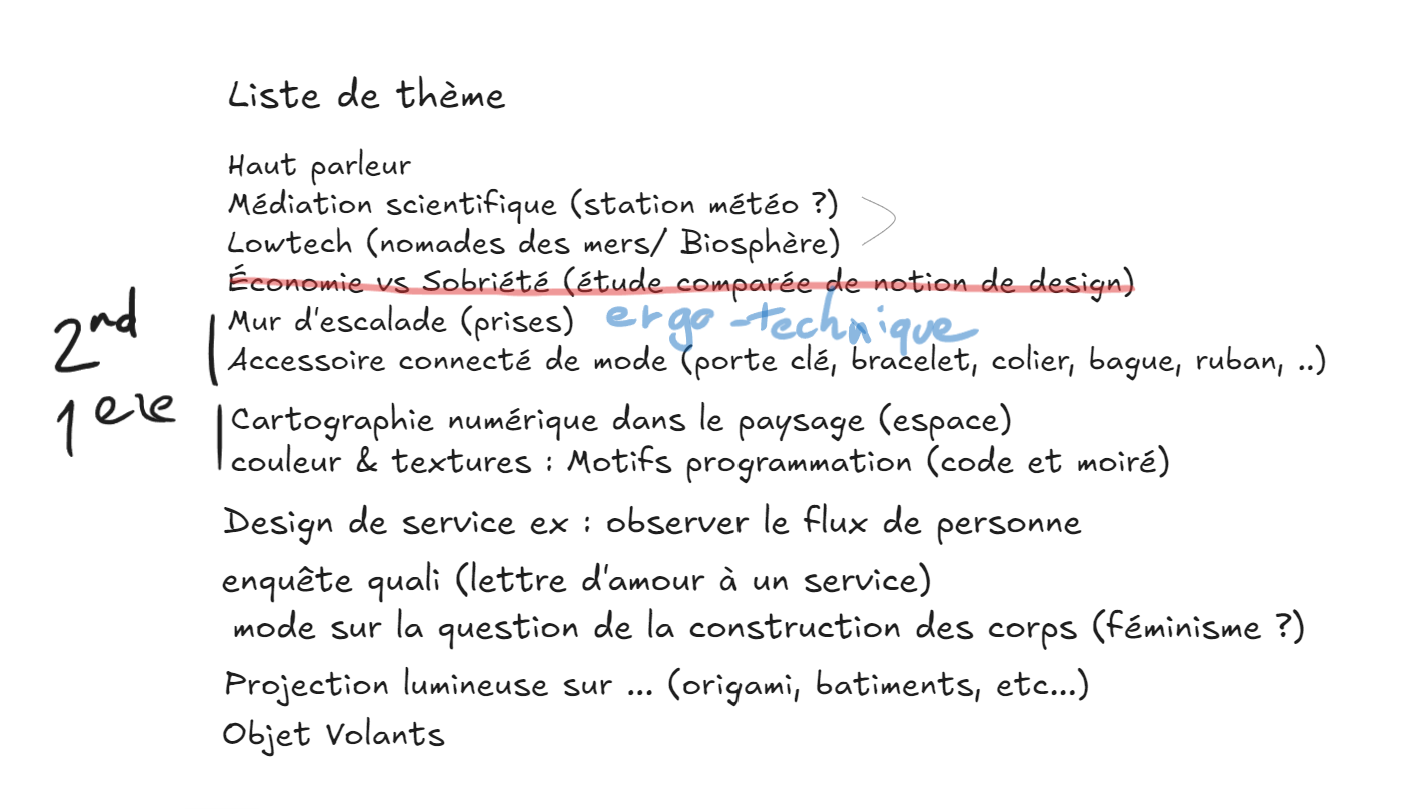 Liste de thème
Haut parleur
Médiation scientifique (station météo ?)
Lowtech (nomades des mers/ Biosphère)
Économie vs Sobriété (étude comparée de notion de design)
2nd
Mur d'escalade (prises) ergo-technique
Accessoire connecté de mode (porte clé, bracelet, colier, bague, ruban, ..)
1ere
Cartographie numérique dans le paysage (espace)
couleur & textures : Motifs programmation (code et moiré)
Design de service ex : observer le flux de personne
enquête quali (lettre d'amour à un service)
mode sur la question de la construction des corps (féminisme ?)
Projection lumineuse sur ... (origami, batiments, etc...)
Objet Volants